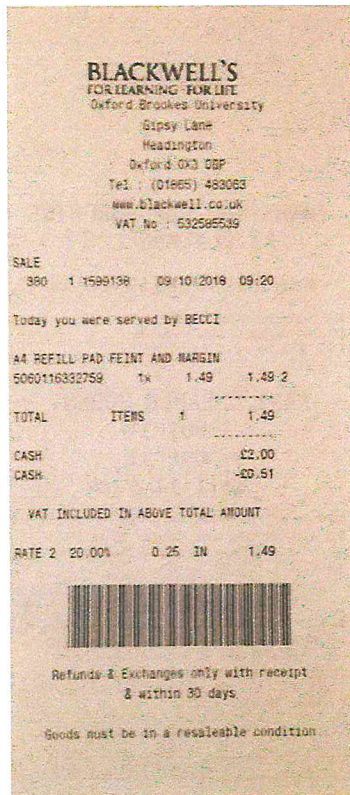 BLACKWELL'S
FOR LEARNING FOR LIFE
Oxford Brookes University
Gipsy Lane
Headington
Oxford OX3 0BP
Tel : (01865) 483063
www.blackwell.co.uk
VAT No : 532585539
SALE
380 1 1599138 09/10/2018 09:20
Today you were served by BECCI
A4 REFILL PAD FEINT AND MARGIN
5060116332759 1x 1.49 1.49 2
TOTAL ITEMS 1 1.49
CASH £2.00
CASH -£0.51
VAT INCLUDED IN ABOVE TOTAL AMOUNT
RATE 2 20.00% 0.25 IN 1.49
Refunds & Exchanges only with receipt
& within 30 days
Goods must be in a resaleable condition